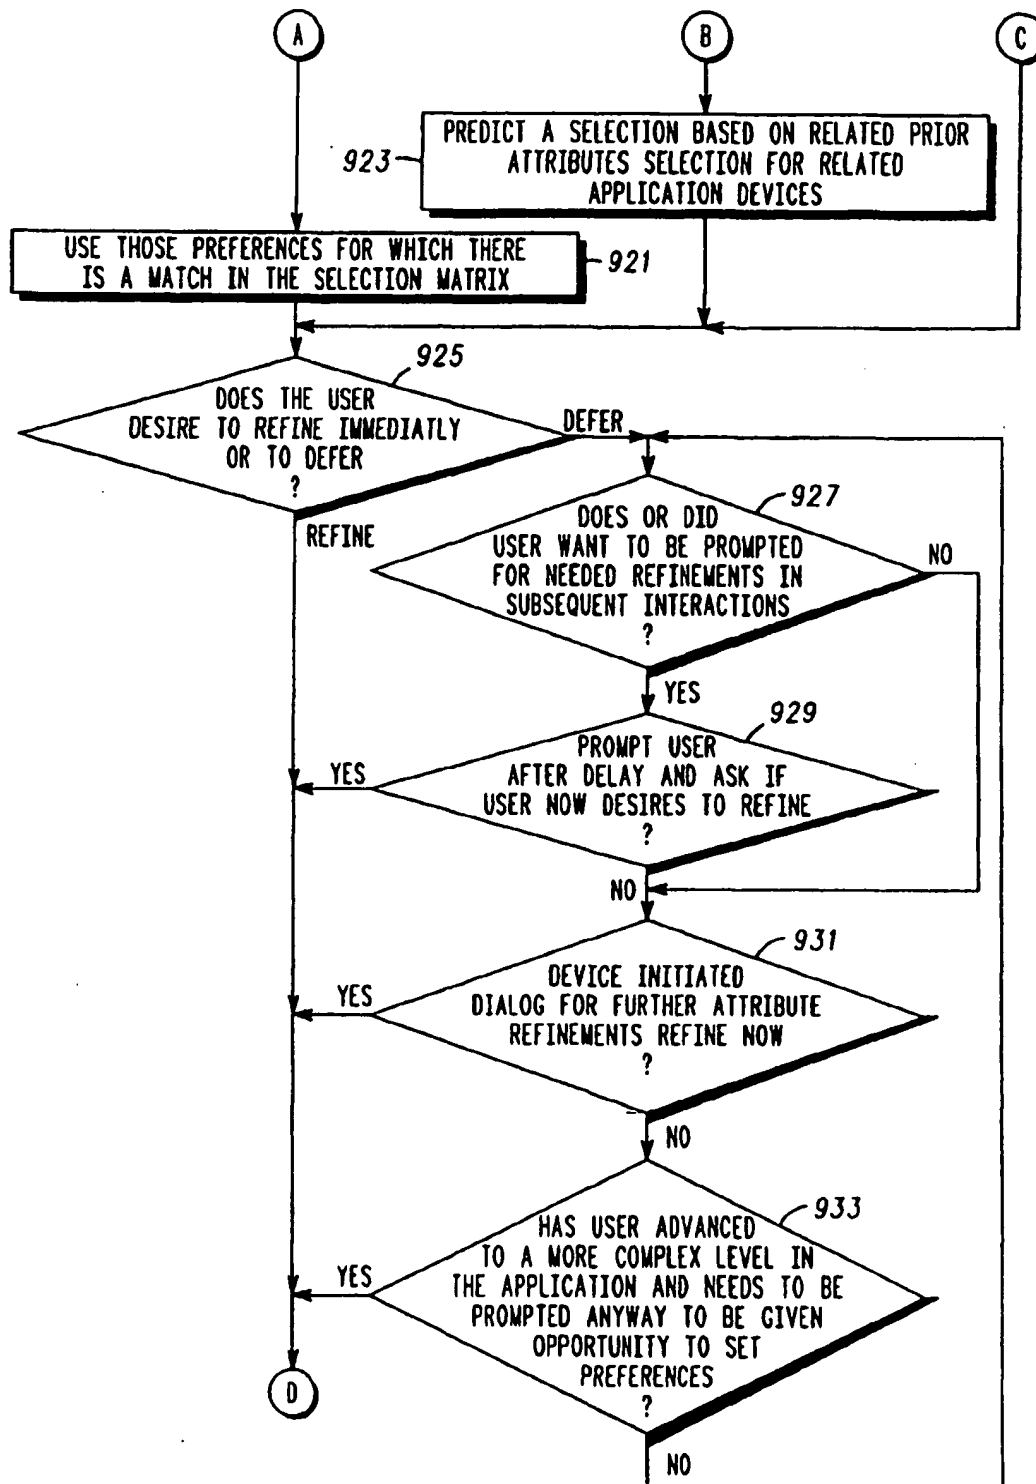 A
B
C
923
PREDICT A SELECTION BASED ON RELATED PRIOR
ATTRIBUTES SELECTION FOR RELATED
APPLICATION DEVICES
USE THOSE PREFERENCES FOR WHICH THERE
IS A MATCH IN THE SELECTION MATRIX
921
925
DOES THE USER
DESIRE TO REFINE IMMEDIATLY
OR TO DEFER
?
DEFER
REFINE
927
DOES OR DID
USER WANT TO BE PROMPTED
FOR NEEDED REFINEMENTS IN
SUBSEQUENT INTERACTIONS
?
NO
YES
929
PROMPT USER
AFTER DELAY AND ASK IF
USER NOW DESIRES TO REFINE
?
YES
NO
931
DEVICE INITIATED
DIALOG FOR FURTHER ATTRIBUTE
REFINEMENTS REFINE NOW
?
YES
NO
933
HAS USER ADVANCED
TO A MORE COMPLEX LEVEL IN
THE APPLICATION AND NEEDS TO BE
PROMPTED ANYWAY TO BE GIVEN
OPPORTUNITY TO SET
PREFERENCES
?
YES
D
NO